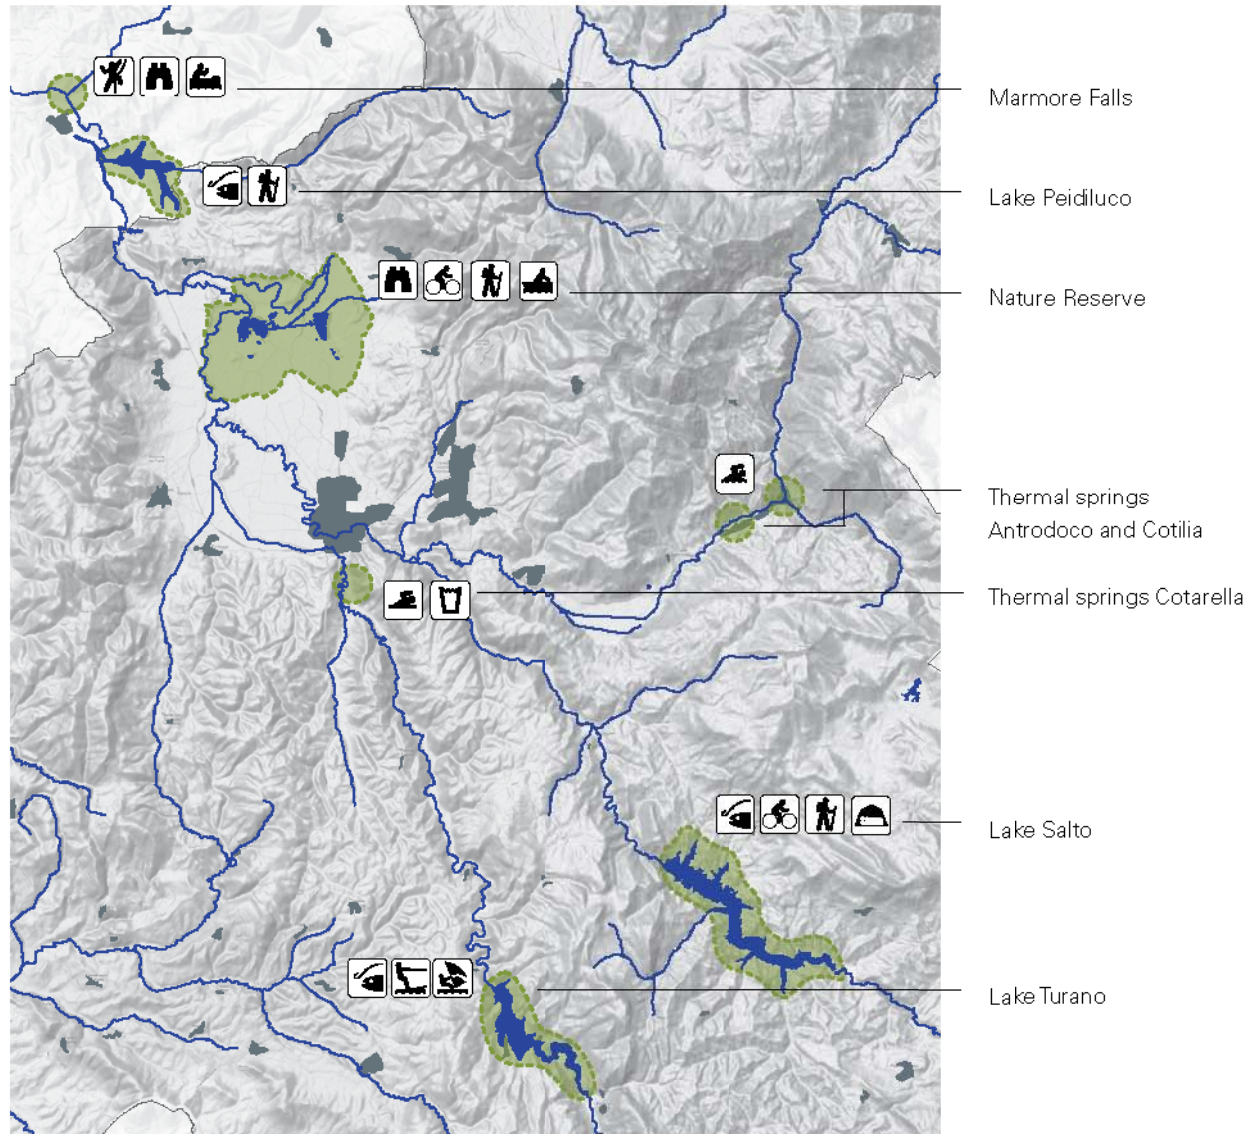 Marmore Falls
Lake Peidiluco
Nature Reserve
Thermal springs
Antrodoco and Cotilia
Thermal springs Cotarella
Lake Salto
Lake Turano